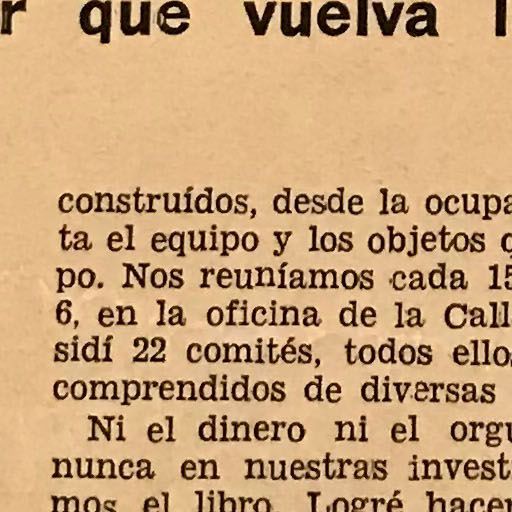 r que vuelva l
construídos, desde la ocupa
ta el equipo y los objetos q
po. Nos reuníamos cada 15
6, en la oficina de la Call
sidí 22 comités, todos ello
comprendidos de diversas
Ni el dinero ni el orgu
nunca en nuestras invest
mos el libro. Logré hacer